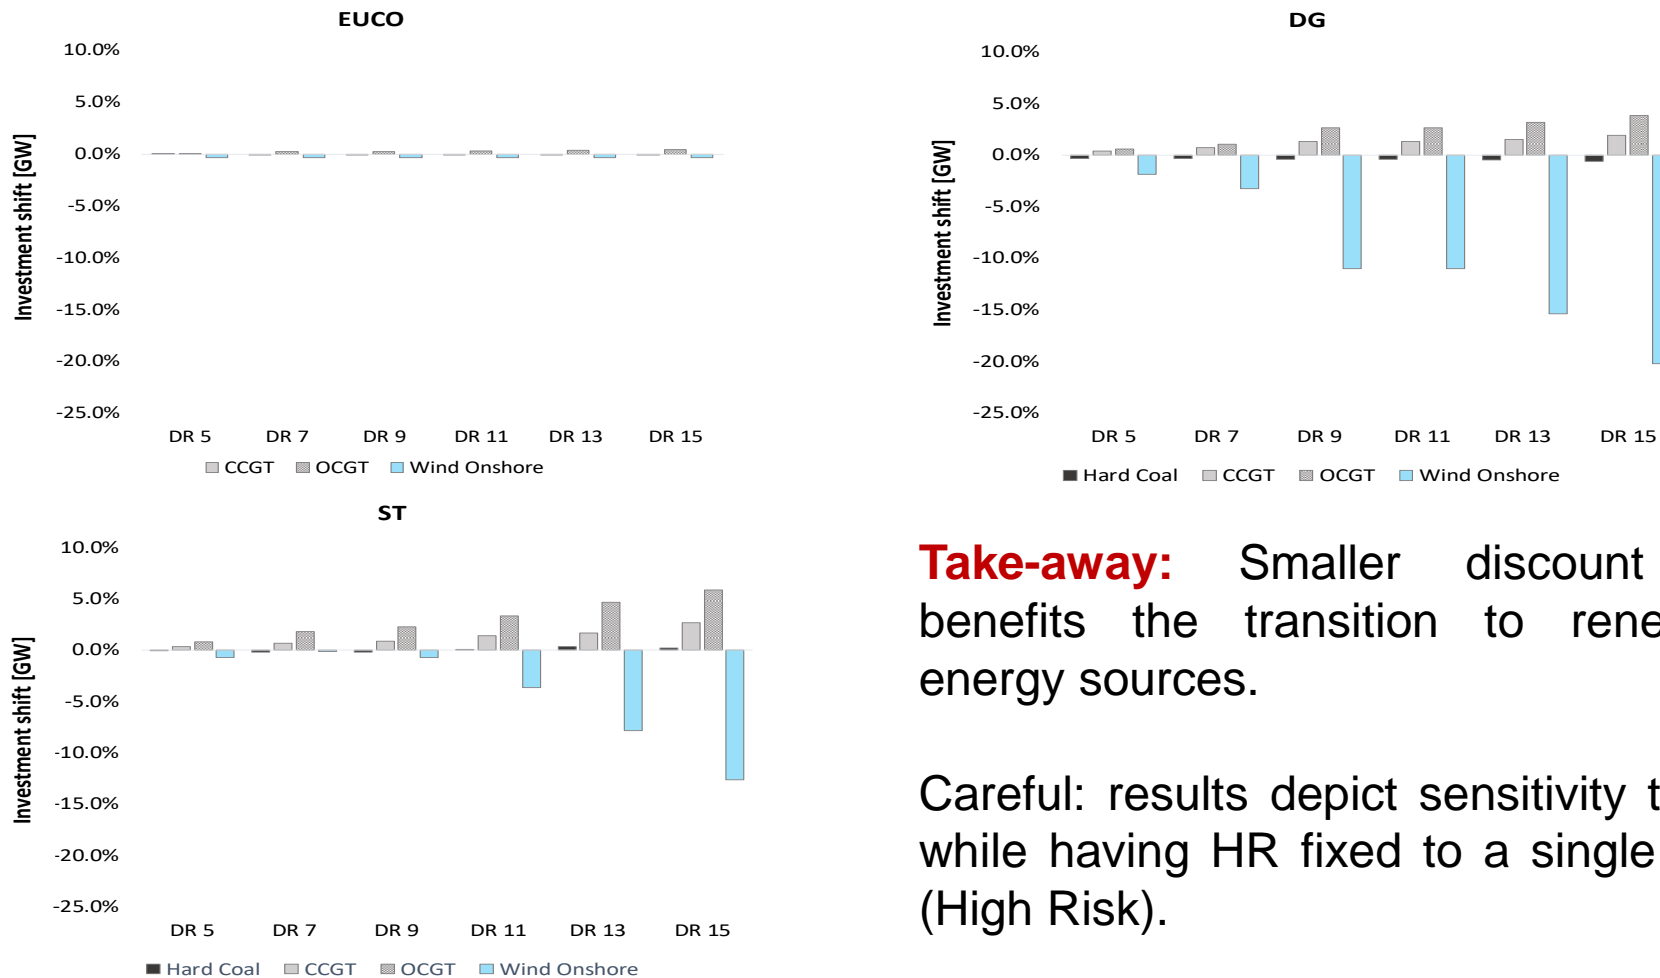 EUCO
10.0%
5.0%
0.0%
-5.0%
-10.0%
-15.0%
-20.0%
-25.0%
Investment shift [GW]
DR 5 DR 7 DR 9 DR 11 DR 13 DR 15
CCGT OCGT Wind Onshore
DG
10.0%
5.0%
0.0%
-5.0%
-10.0%
-15.0%
-20.0%
-25.0%
Investment shift [GW]
DR 5 DR 7 DR 9 DR 11 DR 13 DR 15
Hard Coal CCGT OCGT Wind Onshore
ST
10.0%
5.0%
0.0%
-5.0%
-10.0%
-15.0%
-20.0%
-25.0%
Investment shift [GW]
DR 5 DR 7 DR 9 DR 11 DR 13 DR 15
Hard Coal CCGT OCGT Wind Onshore
Take-away: Smaller discount
benefits the transition to rene
energy sources.
Careful: results depict sensitivity t
while having HR fixed to a single
(High Risk).